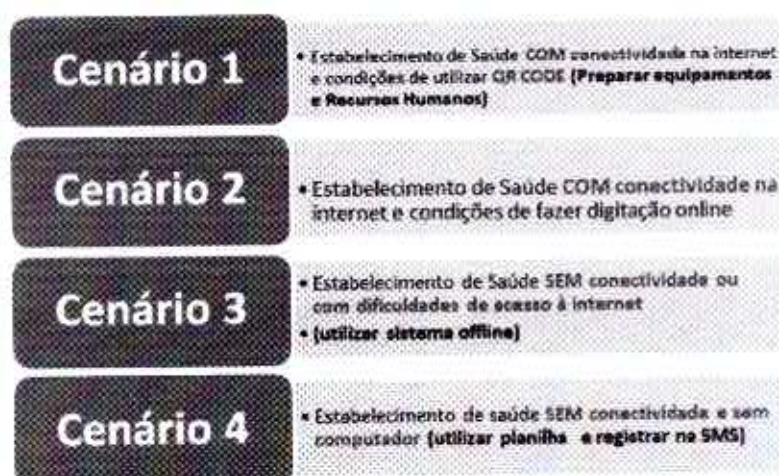 Cenário 1
• Estabelecimento de Saúde COM conectividade na internet
e condições de utilizar QR CODE (Preparar equipamentos
e Recursos Humanos)
Cenário 2
• Estabelecimento de Saúde COM conectividade na
internet e condições de fazer digitação online
Cenário 3
• Estabelecimento de Saúde SEM conectividade ou
com dificuldades de acesso à internet
• (utilizar sistema offline)
Cenário 4
• Estabelecimento de saúde SEM conectividade e sem
computador (utilizar planilha e registrar na SMS)